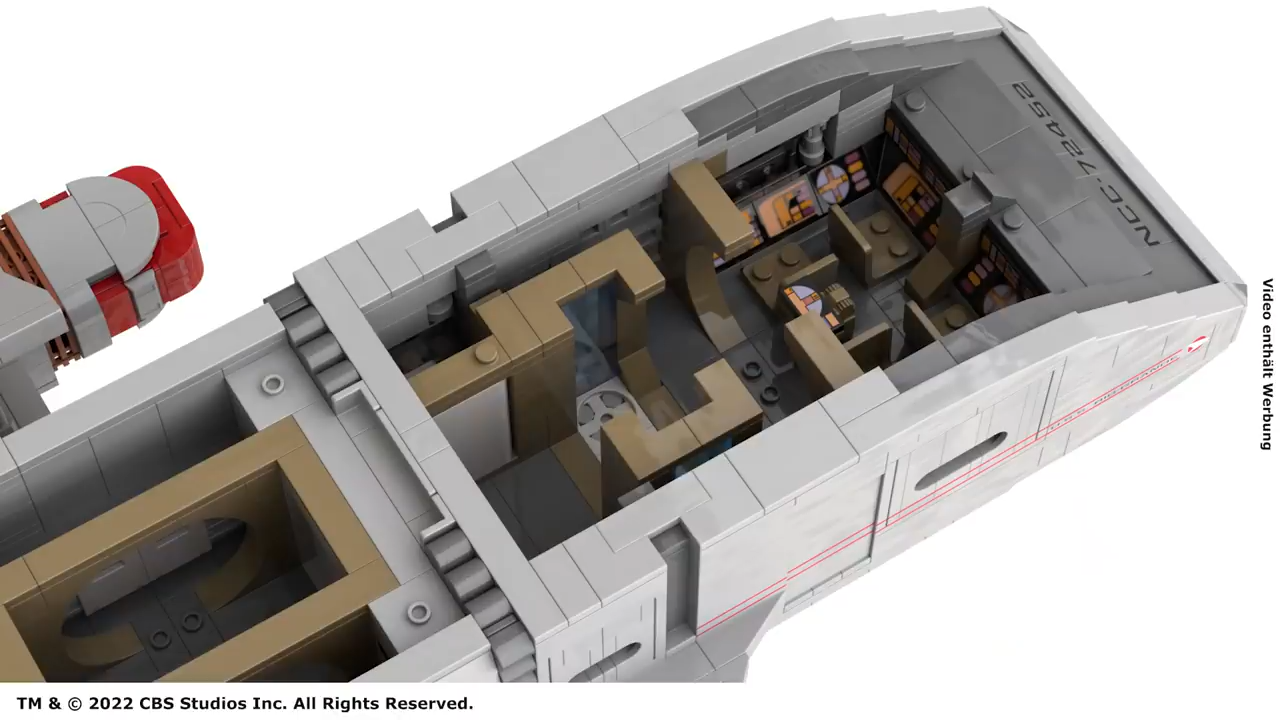 NCC-72452
Video enthält Werbung
TM & © 2022 CBS Studios Inc. All Rights Reserved.